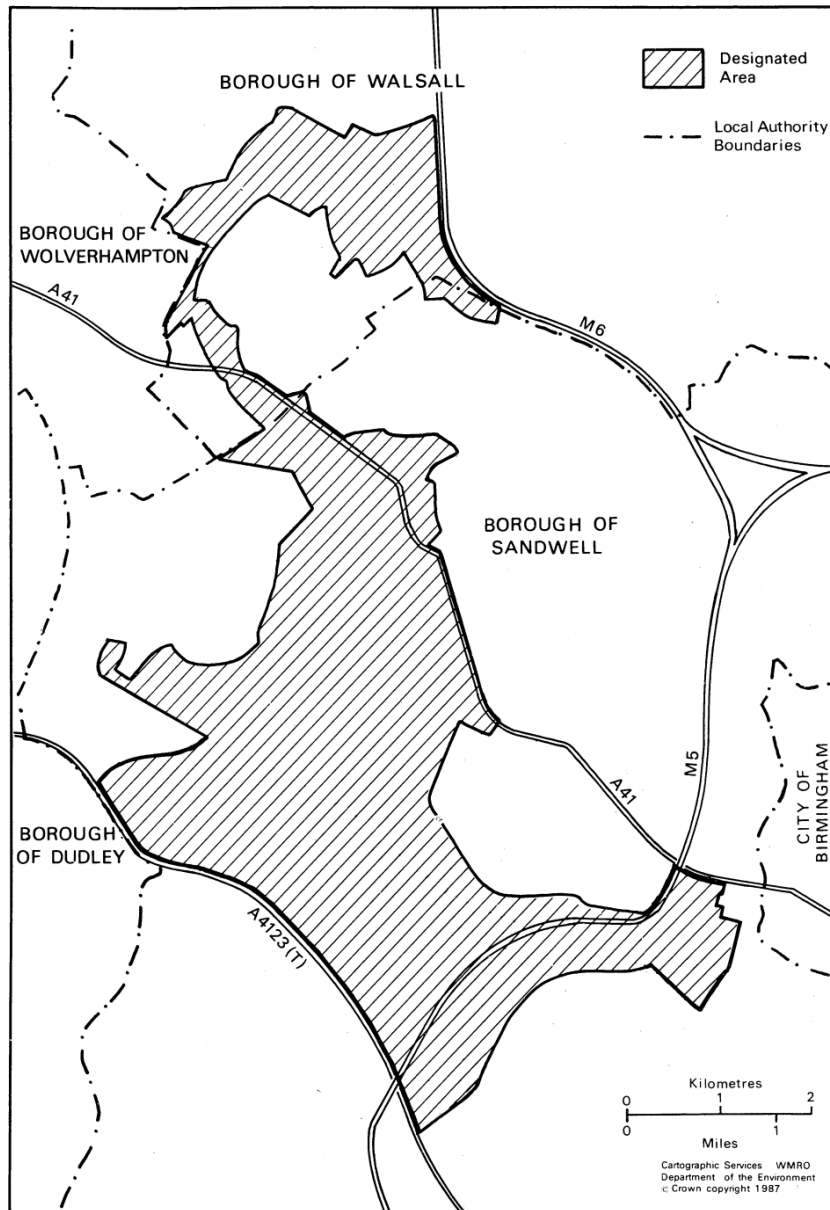 Designated
Area
BOROUGH OF WALSALL
Local Authority
Boundaries
BOROUGH OF
WOLVERHAMPTON
A41
M6
BOROUGH OF
SANDWELL
M5
CITY OF
BIRMINGHAM
A41
BOROUGH
OF DUDLEY
A4123(T)
Kilometres
0 1 2
0 1
Miles
Cartographic Services WMRO
Department of the Environment
© Crown copyright 1987